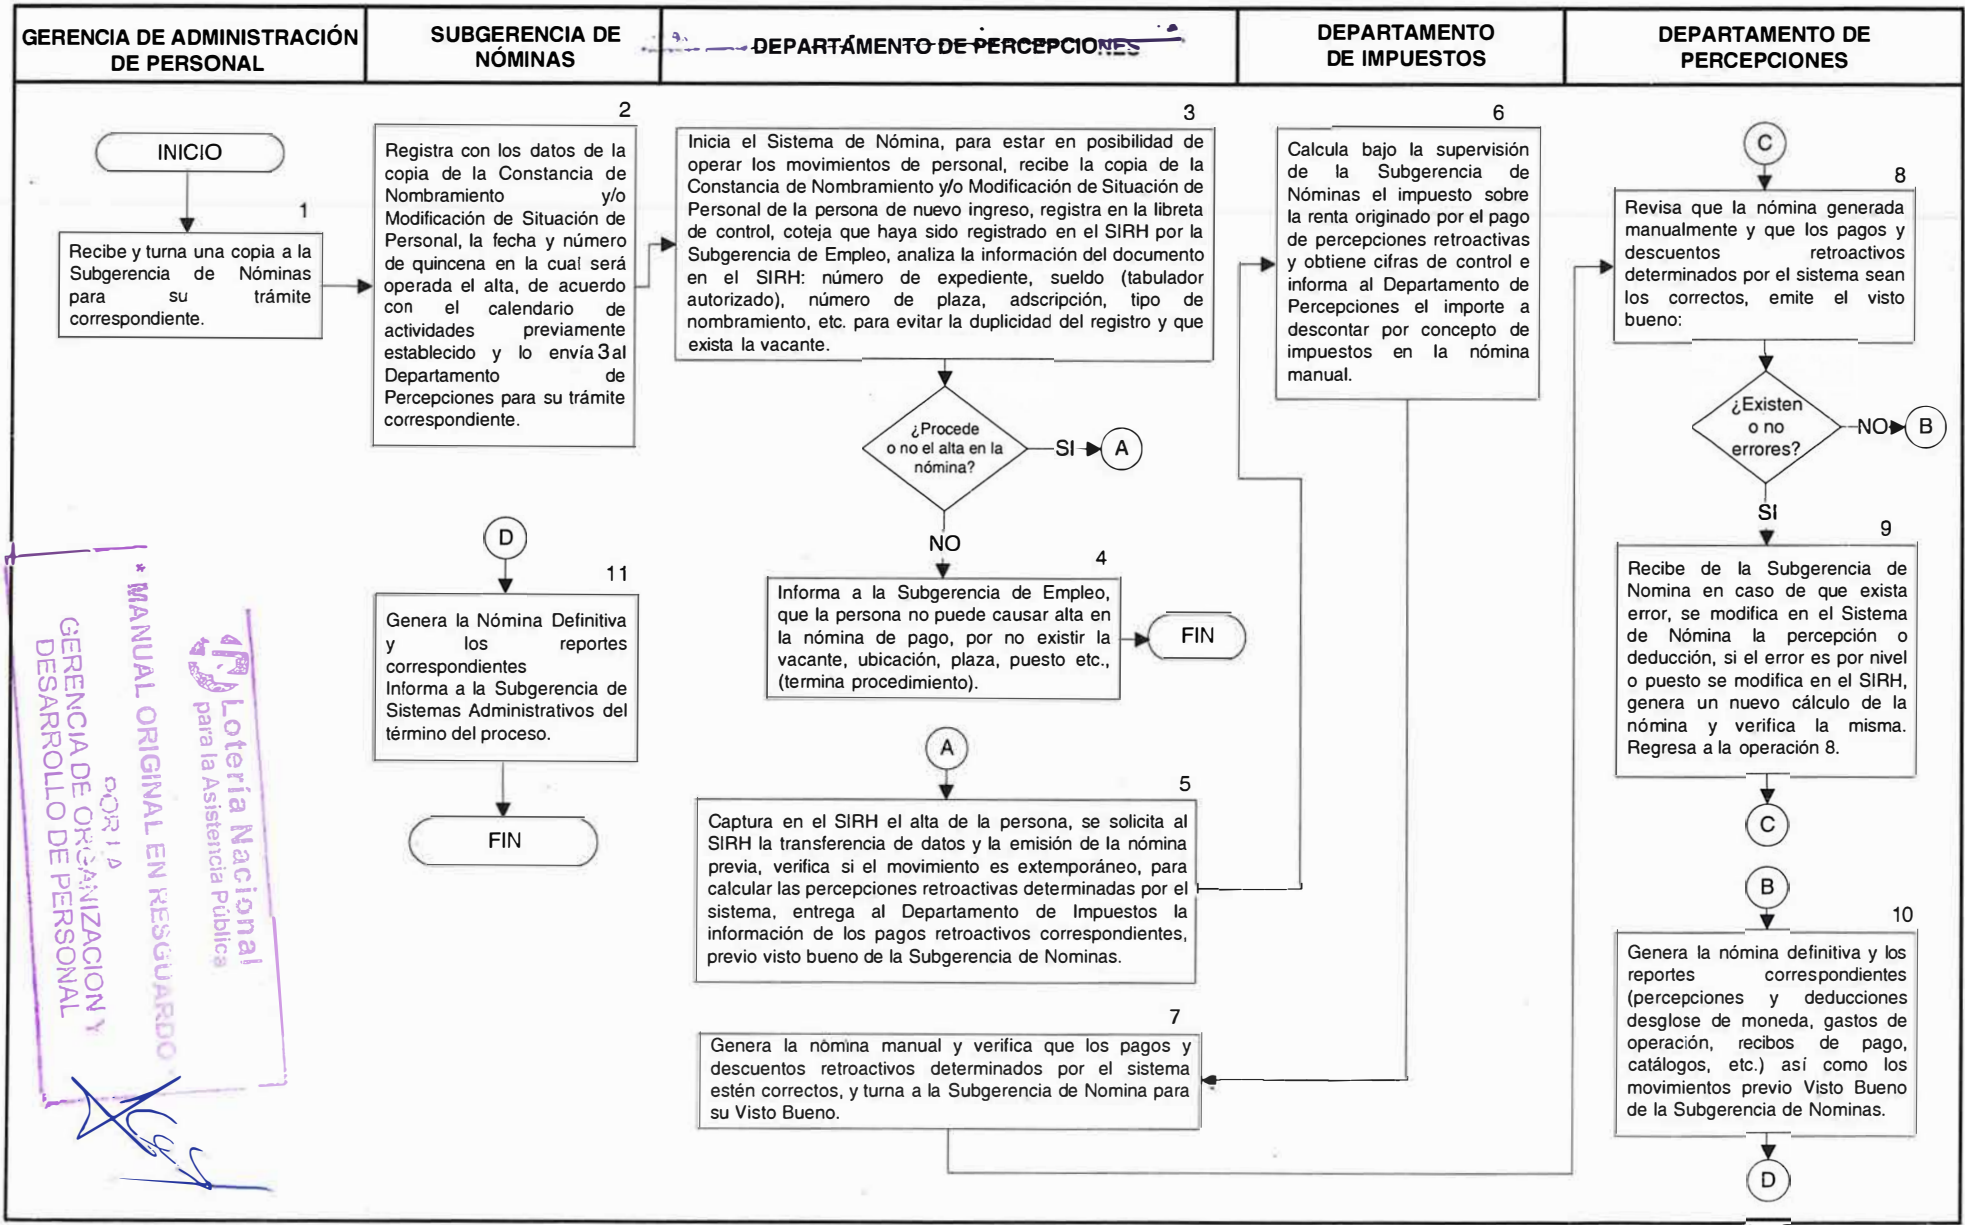 GERENCIA DE ADMINISTRACIÓN
DE PERSONAL
SUBGERENCIA DE
NÓMINAS
DEPARTAMENTO DE PERCEPCIONES
DEPARTAMENTO
DE IMPUESTOS
DEPARTAMENTO DE
PERCEPCIONES
INICIO
1
Recibe y turna una copia a la
Subgerencia de Nóminas
para su trámite
correspondiente.
2
Registra con los datos de la
copia de la Constancia de
Nombramiento y/o
Modificación de Situación de
Personal, la fecha y número
de quincena en la cual será
operada el alta, de acuerdo
con el calendario de
actividades previamente
establecido y lo envía 3 al
Departamento de
Percepciones para su trámite
correspondiente.
D
11
Genera la Nómina Definitiva
y los reportes
correspondientes
Informa a la Subgerencia de
Sistemas Administrativos del
término del proceso.
FIN
3
Inicia el Sistema de Nómina, para estar en posibilidad de
operar los movimientos de personal, recibe la copia de la
Constancia de Nombramiento y/o Modificación de Situación de
Personal de la persona de nuevo ingreso, registra en la libreta
de control, coteja que haya sido registrado en el SIRH por la
Subgerencia de Empleo, analiza la información del documento
en el SIRH: número de expediente, sueldo (tabulador
autorizado), número de plaza, adscripción, tipo de
nombramiento, etc. para evitar la duplicidad del registro y que
exista la vacante.
¿Procede
o no el alta en la
nómina?
SI
A
NO
4
Informa a la Subgerencia de Empleo,
que la persona no puede causar alta en
la nómina de pago, por no existir la
vacante, ubicación, plaza, puesto etc.,
(termina procedimiento).
FIN
A
5
Captura en el SIRH el alta de la persona, se solicita al
SIRH la transferencia de datos y la emisión de la nómina
previa, verifica si el movimiento es extemporáneo, para
calcular las percepciones retroactivas determinadas por el
sistema, entrega al Departamento de Impuestos la
información de los pagos retroactivos correspondientes,
previo visto bueno de la Subgerencia de Nominas.
7
Genera la nómina manual y verifica que los pagos y
descuentos retroactivos determinados por el sistema
estén correctos, y turna a la Subgerencia de Nomina para
su Visto Bueno.
6
Calcula bajo la supervisión
de la Subgerencia de
Nóminas el impuesto sobre
la renta originado por el pago
de percepciones retroactivas
y obtiene cifras de control e
informa al Departamento de
Percepciones el importe a
descontar por concepto de
impuestos en la nómina
manual.
C
8
Revisa que la nómina generada
manualmente y que los pagos y
descuentos retroactivos
determinados por el sistema sean
los correctos, emite el visto
bueno:
¿Existen
o no
errores?
NO
B
SI
9
Recibe de la Subgerencia de
Nomina en caso de que exista
error, se modifica en el Sistema
de Nómina la percepción o
deducción, si el error es por nivel
o puesto se modifica en el SIRH,
genera un nuevo cálculo de la
nómina y verifica la misma.
Regresa a la operación 8.
C
B
10
Genera la nómina definitiva y los
reportes correspondientes
(percepciones y deducciones
desglose de moneda, gastos de
operación, recibos de pago,
catálogos, etc.) así como los
movimientos previo Visto Bueno
de la Subgerencia de Nominas.
D
Lotería Nacional
para la Asistencia Pública
* MANUAL ORIGINAL EN RESGUARDO
POR LA
GERENCIA DE ORGANIZACION Y
DESARROLLO DE PERSONAL